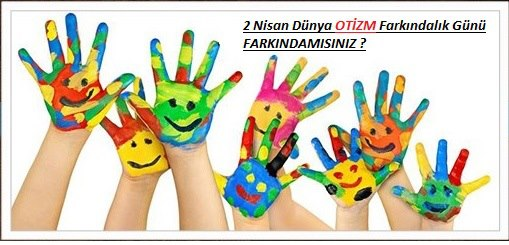 2 Nisan Dünya OTİZM Farkındalık Günü
FARKINDAMISINIZ ?